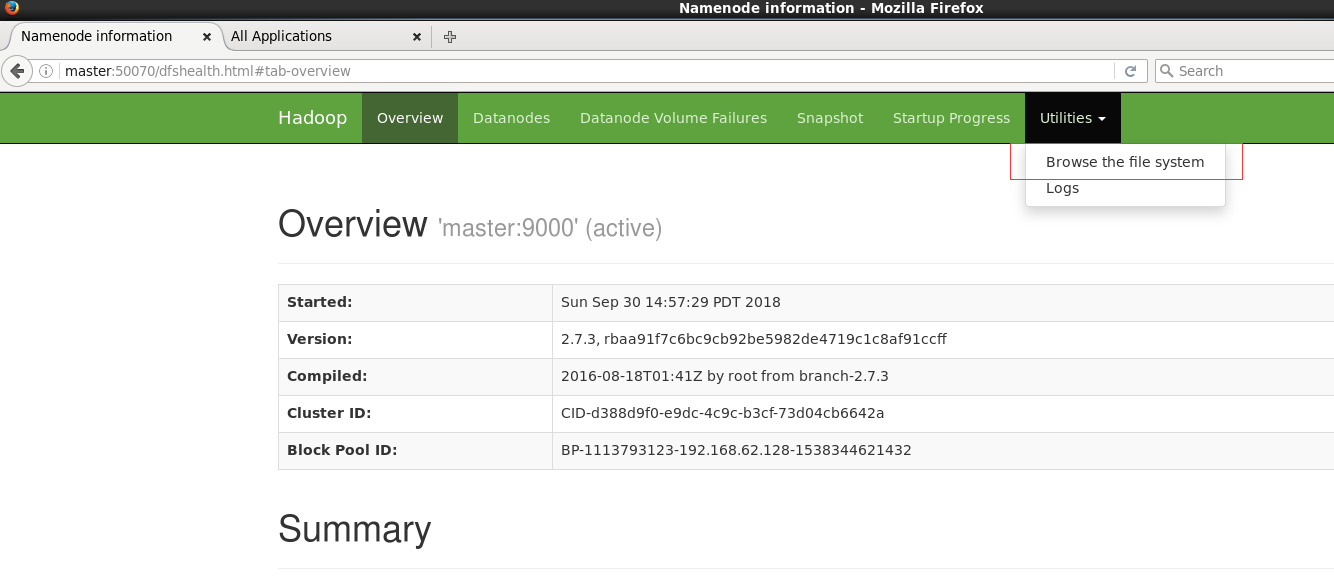 Namenode information - Mozilla Firefox
Namenode information All Applications
master:50070/dfshealth.html#tab-overview Search
Hadoop Overview Datanodes Datanode Volume Failures Snapshot Startup Progress Utilities
Browse the file system
Logs
Overview 'master:9000' (active)
Started: Sun Sep 30 14:57:29 PDT 2018
Version: 2.7.3, rbaa91f7c6bc9cb92be5982de4719c1c8af91ccff
Compiled: 2016-08-18T01:41Z by root from branch-2.7.3
Cluster ID: CID-d388d9f0-e9dc-4c9c-b3cf-73d04cb6642a
Block Pool ID: BP-1113793123-192.168.62.128-1538344621432
Summary